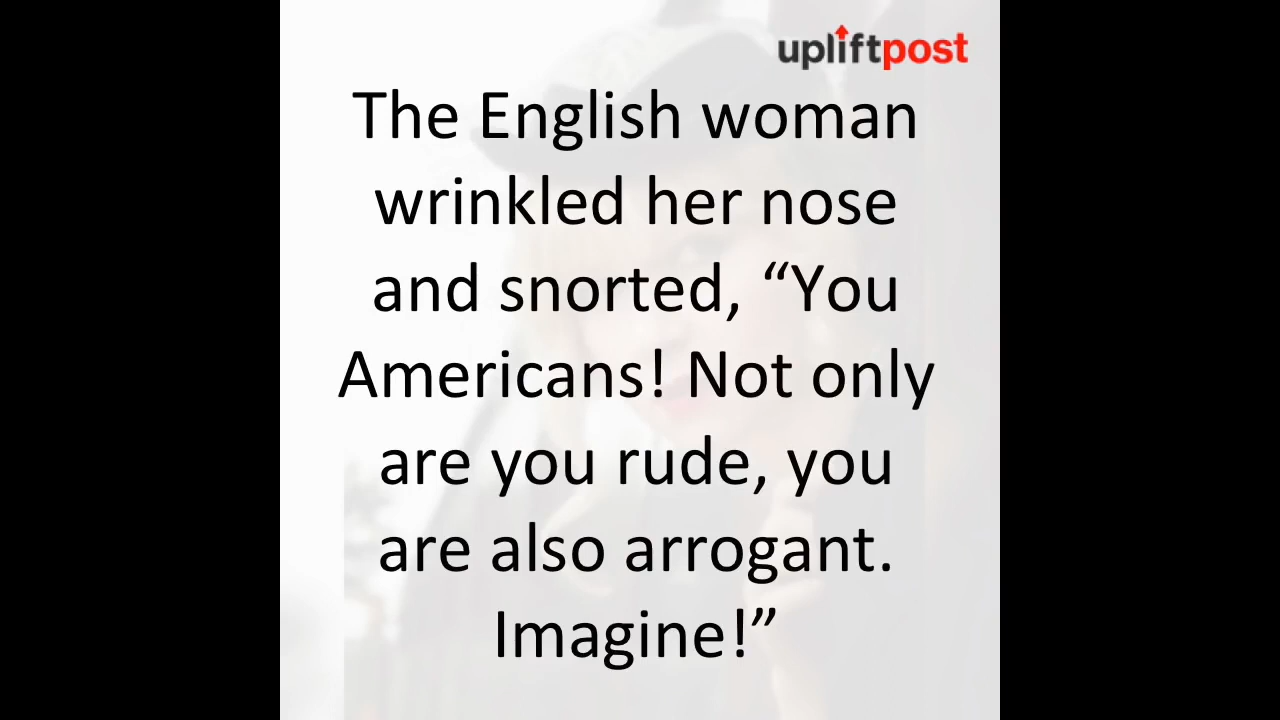 upliftpost
The English woman
wrinkled her nose
and snorted, “You
Americans! Not only
are you rude, you
are also arrogant.
Imagine!”